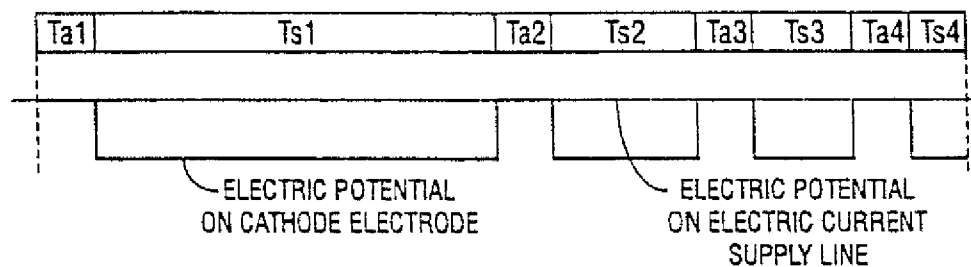 Ta1 Ts1 Ta2 Ts2 Ta3 Ts3 Ta4 Ts4
ELECTRIC POTENTIAL
ON CATHODE ELECTRODE
ELECTRIC POTENTIAL
ON ELECTRIC CURRENT
SUPPLY LINE